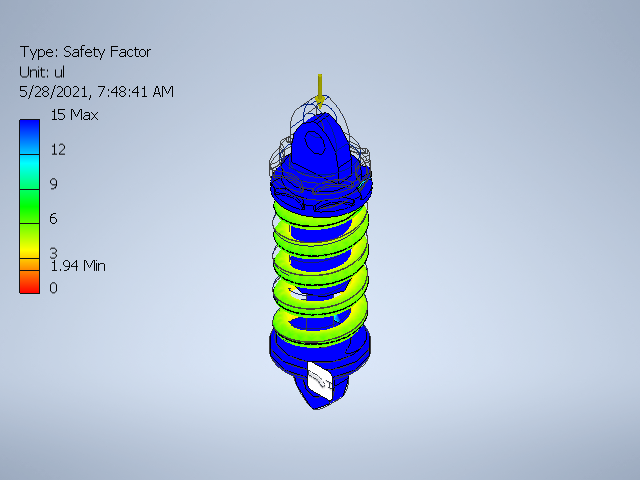 Type: Safety Factor
Unit: ul
5/28/2021, 7:48:41 AM
15 Max
12
9
6
3
1.94 Min
0